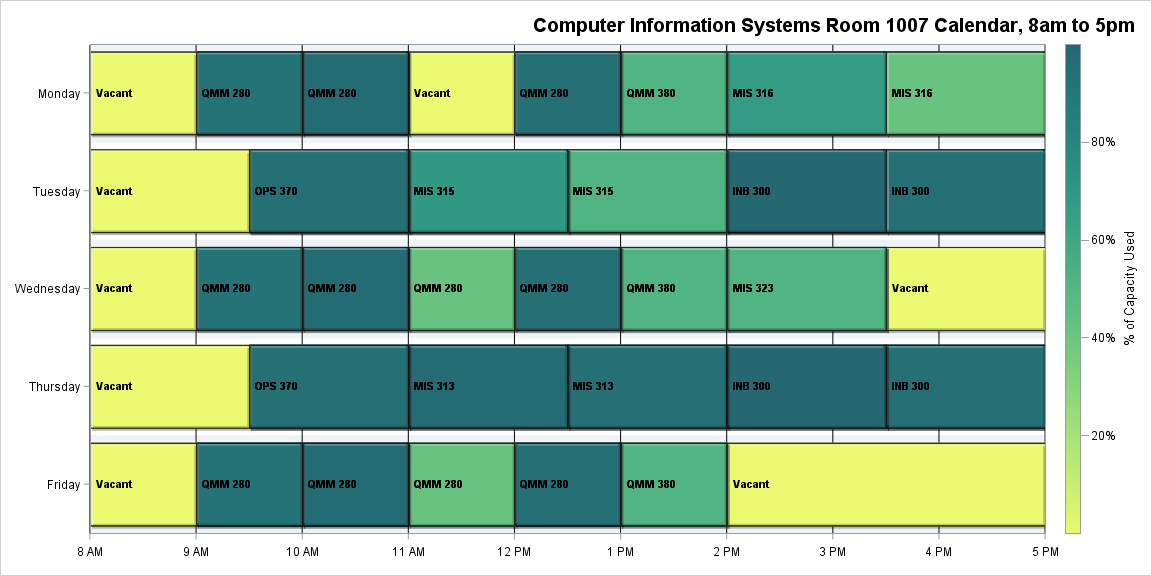 Computer Information Systems Room 1007 Calendar, 8am to 5pm
Monday
Vacant
QMM 280
QMM 280
Vacant
QMM 280
QMM 380
MIS 316
MIS 316
Tuesday
Vacant
OPS 370
MIS 315
MIS 315
INB 300
INB 300
Wednesday
Vacant
QMM 280
QMM 280
QMM 280
QMM 280
QMM 380
MIS 323
Vacant
Thursday
Vacant
OPS 370
MIS 313
MIS 313
INB 300
INB 300
Friday
Vacant
QMM 280
QMM 280
QMM 280
QMM 280
QMM 380
Vacant
8 AM
9 AM
10 AM
11 AM
12 PM
1 PM
2 PM
3 PM
4 PM
5 PM
80%
60%
40%
20%
% of Capacity Used